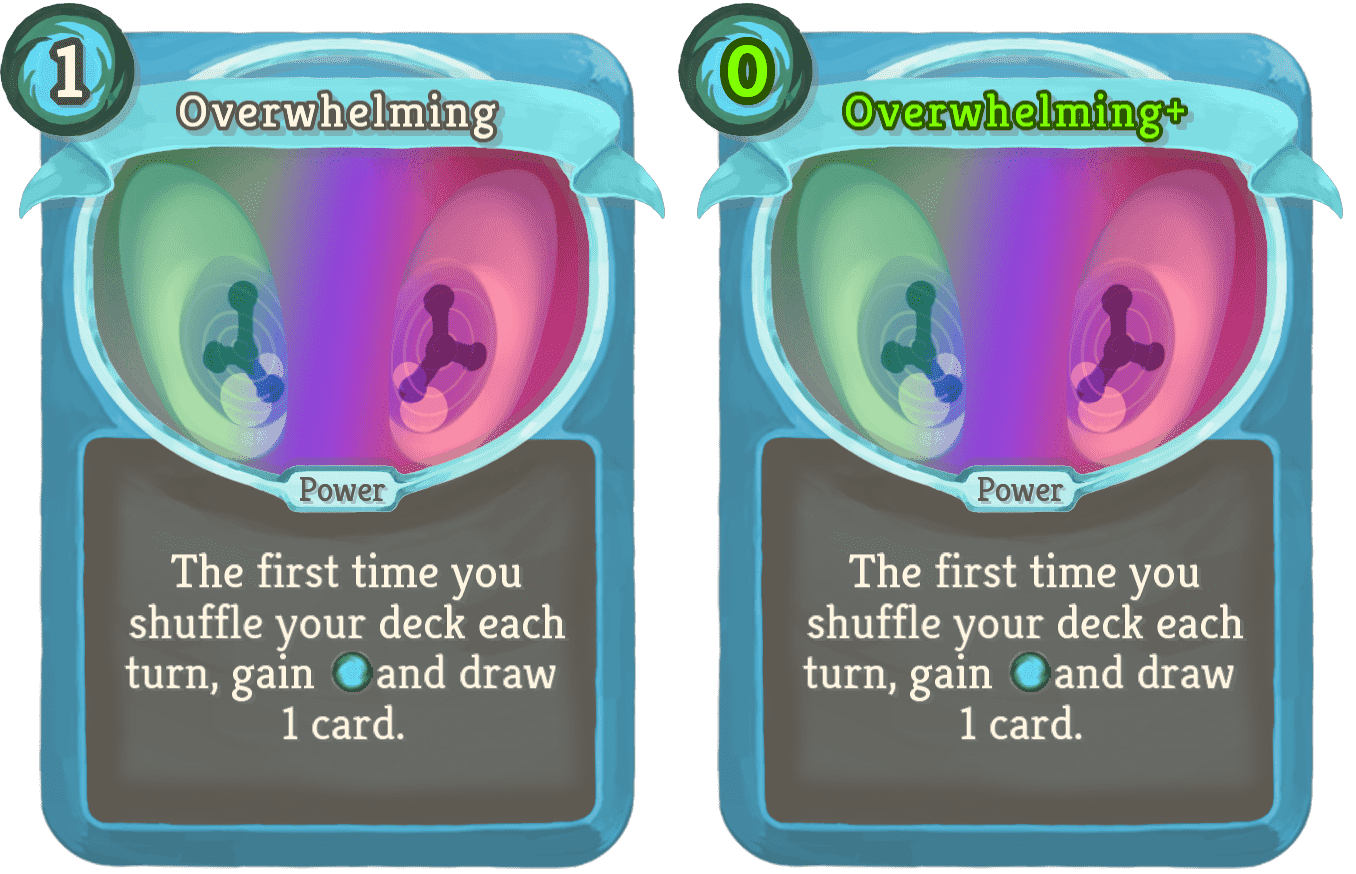 1
Overwhelming
Power
The first time you
shuffle your deck each
turn, gain and draw
1 card.
0
Overwhelming+
Power
The first time you
shuffle your deck each
turn, gain and draw
1 card.